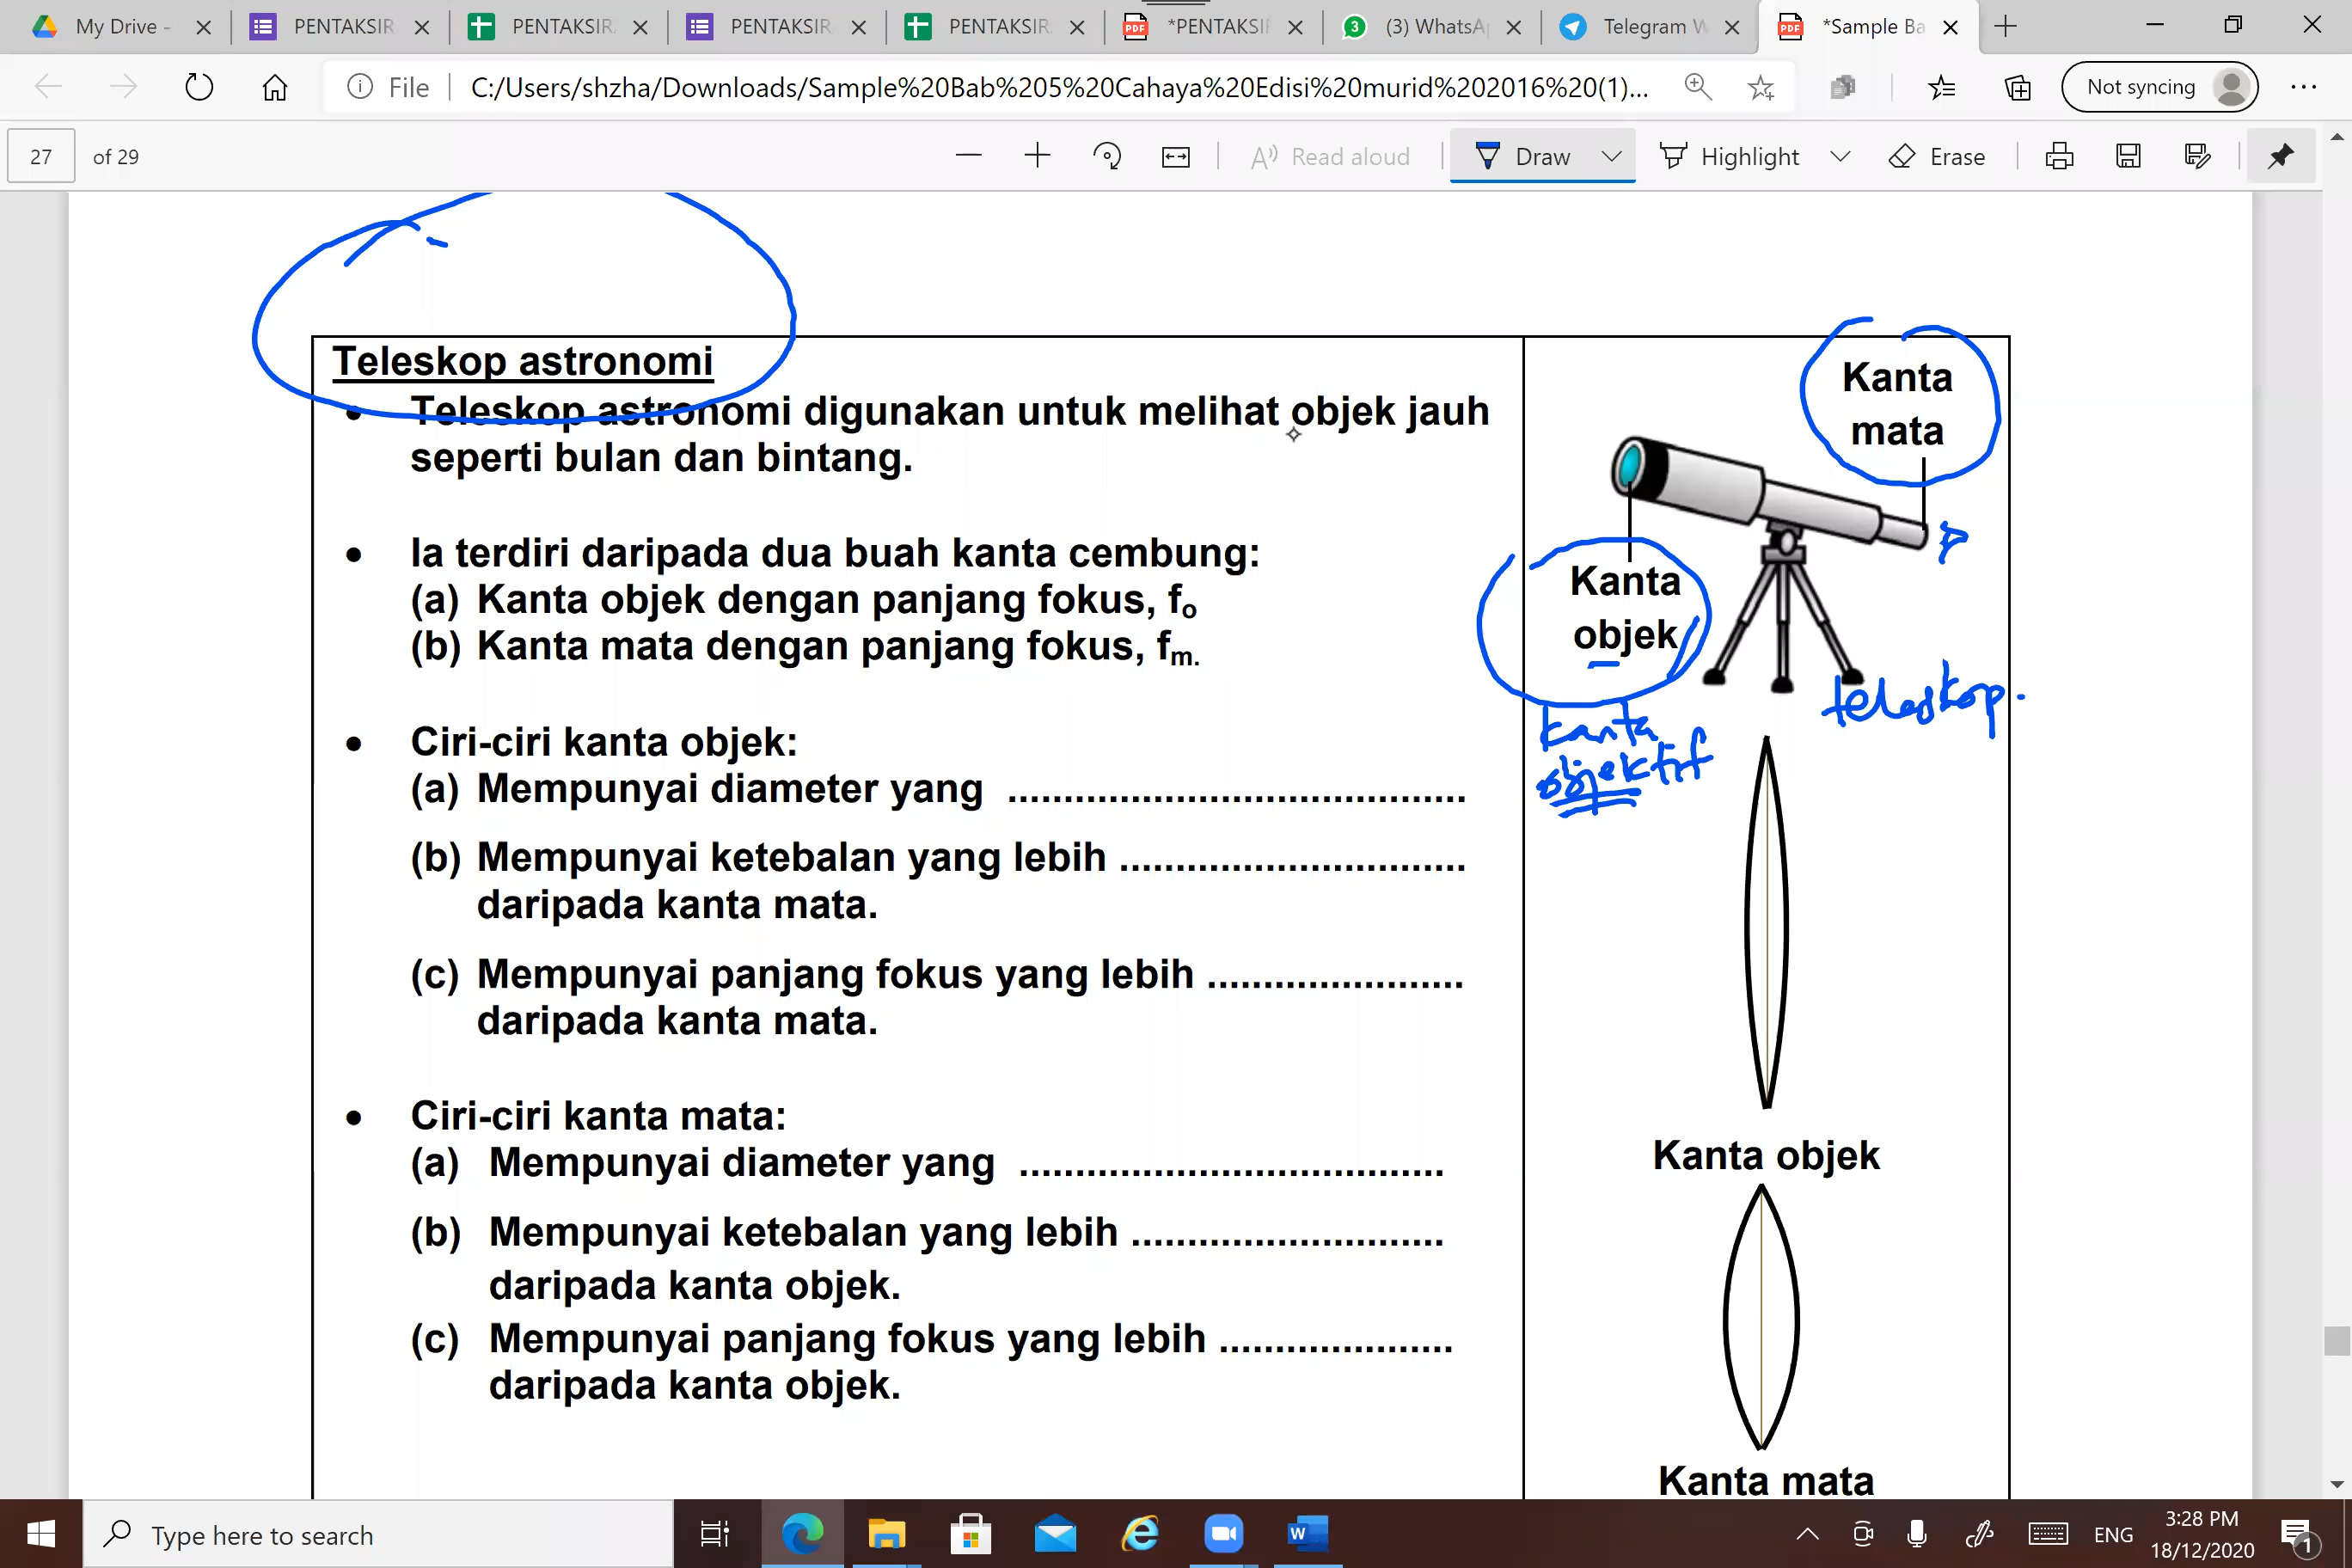 My Drive -
PENTAKSIR
PENTAKSIR
PENTAKSIR
PENTAKSIR
*PENTAKSI
(3) WhatsA
Telegram W
*Sample Ba
File
C:/Users/shzha/Downloads/Sample%20Bab%205%20Cahaya%20Edisi%20murid%202016%20(1)...
Not syncing
27
of 29
Read aloud
Draw
Highlight
Erase
Teleskop astronomi
• Teleskop astronomi digunakan untuk melihat objek jauh
seperti bulan dan bintang.
• Ia terdiri daripada dua buah kanta cembung:
(a) Kanta objek dengan panjang fokus, fo
(b) Kanta mata dengan panjang fokus, fm.
• Ciri-ciri kanta objek:
(a) Mempunyai diameter yang .........................................
(b) Mempunyai ketebalan yang lebih ...............................
daripada kanta mata.
(c) Mempunyai panjang fokus yang lebih .......................
daripada kanta mata.
• Ciri-ciri kanta mata:
(a) Mempunyai diameter yang ......................................
(b) Mempunyai ketebalan yang lebih ............................
daripada kanta objek.
(c) Mempunyai panjang fokus yang lebih .....................
daripada kanta objek.
Kanta
mata
Kanta
objek
teleskop.
kanta
objektif
Kanta objek
Kanta mata
Type here to search
ENG
3:28 PM
18/12/2020
1